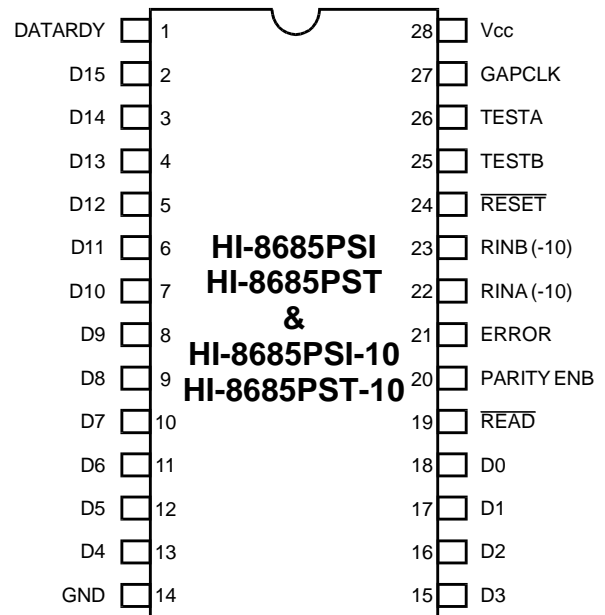 DATARDY 1 28 Vcc
D15 2 27 GAPCLK
D14 3 26 TESTA
D13 4 25 TESTB
D12 5 24 RESET
D11 6 23 RINB (-10)
D10 7 22 RINA (-10)
D9 8 21 ERROR
D8 9 20 PARITY ENB
D7 10 19 READ
D6 11 18 D0
D5 12 17 D1
D4 13 16 D2
GND 14 15 D3
HI-8685PSI
HI-8685PST
&
HI-8685PSI-10
HI-8685PST-10